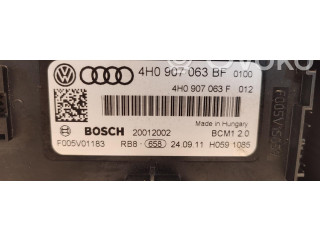 4H0 907 063 BF 0100
4H0 907 063 F 012
Made in Hungary
BOSCH 20012002 BCM1 2.0
F005V01183 RB8- 658 24.09.11 H059 1085
Ovoko